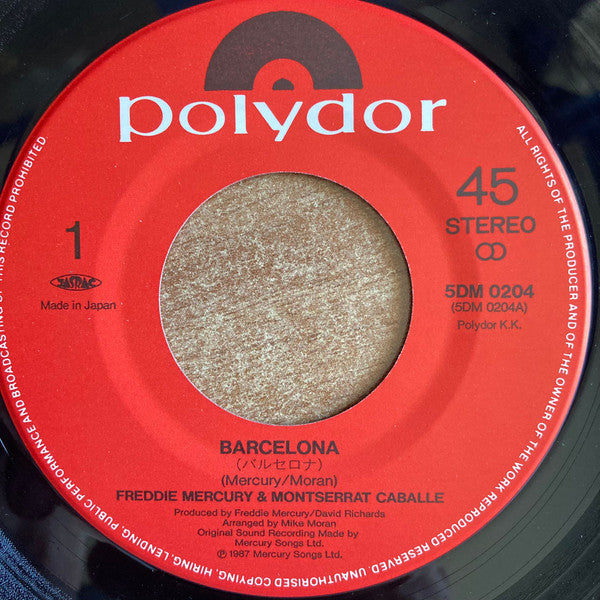 polydor
45
STEREO
1
JASRAC
Made in Japan
5DM 0204
(5DM 0204A)
Polydor K.K.
BARCELONA
(バルセロナ)
(Mercury/Moran)
FREDDIE MERCURY & MONTSERRAT CABALLE
Produced by Freddie Mercury/David Richards
Arranged by Mike Moran
Original Sound Recording Made by
Mercury Songs Ltd.
℗ 1987 Mercury Songs Ltd.
ALL RIGHTS OF THE PRODUCER AND OF THE OWNER OF THE WORK REPRODUCED RESERVED. UNAUTHORISED COPYING, HIRING, LENDING, PUBLIC PERFORMANCE AND BROADCASTING OF THIS RECORD PROHIBITED